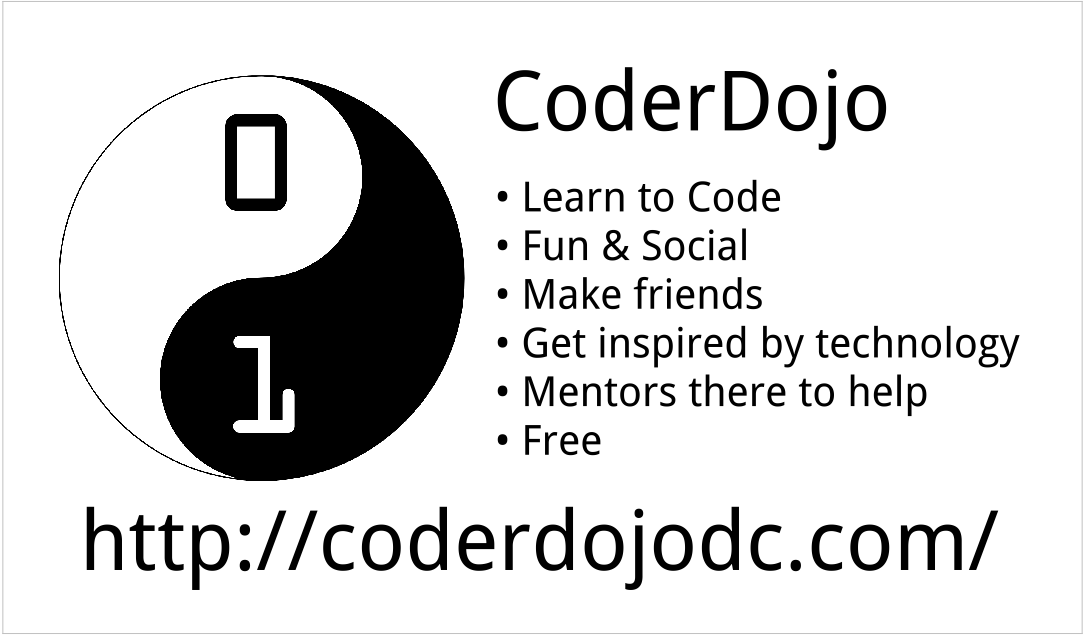 0
1
CoderDojo
• Learn to Code
• Fun & Social
• Make friends
• Get inspired by technology
• Mentors there to help
• Free
http://coderdojodc.com/